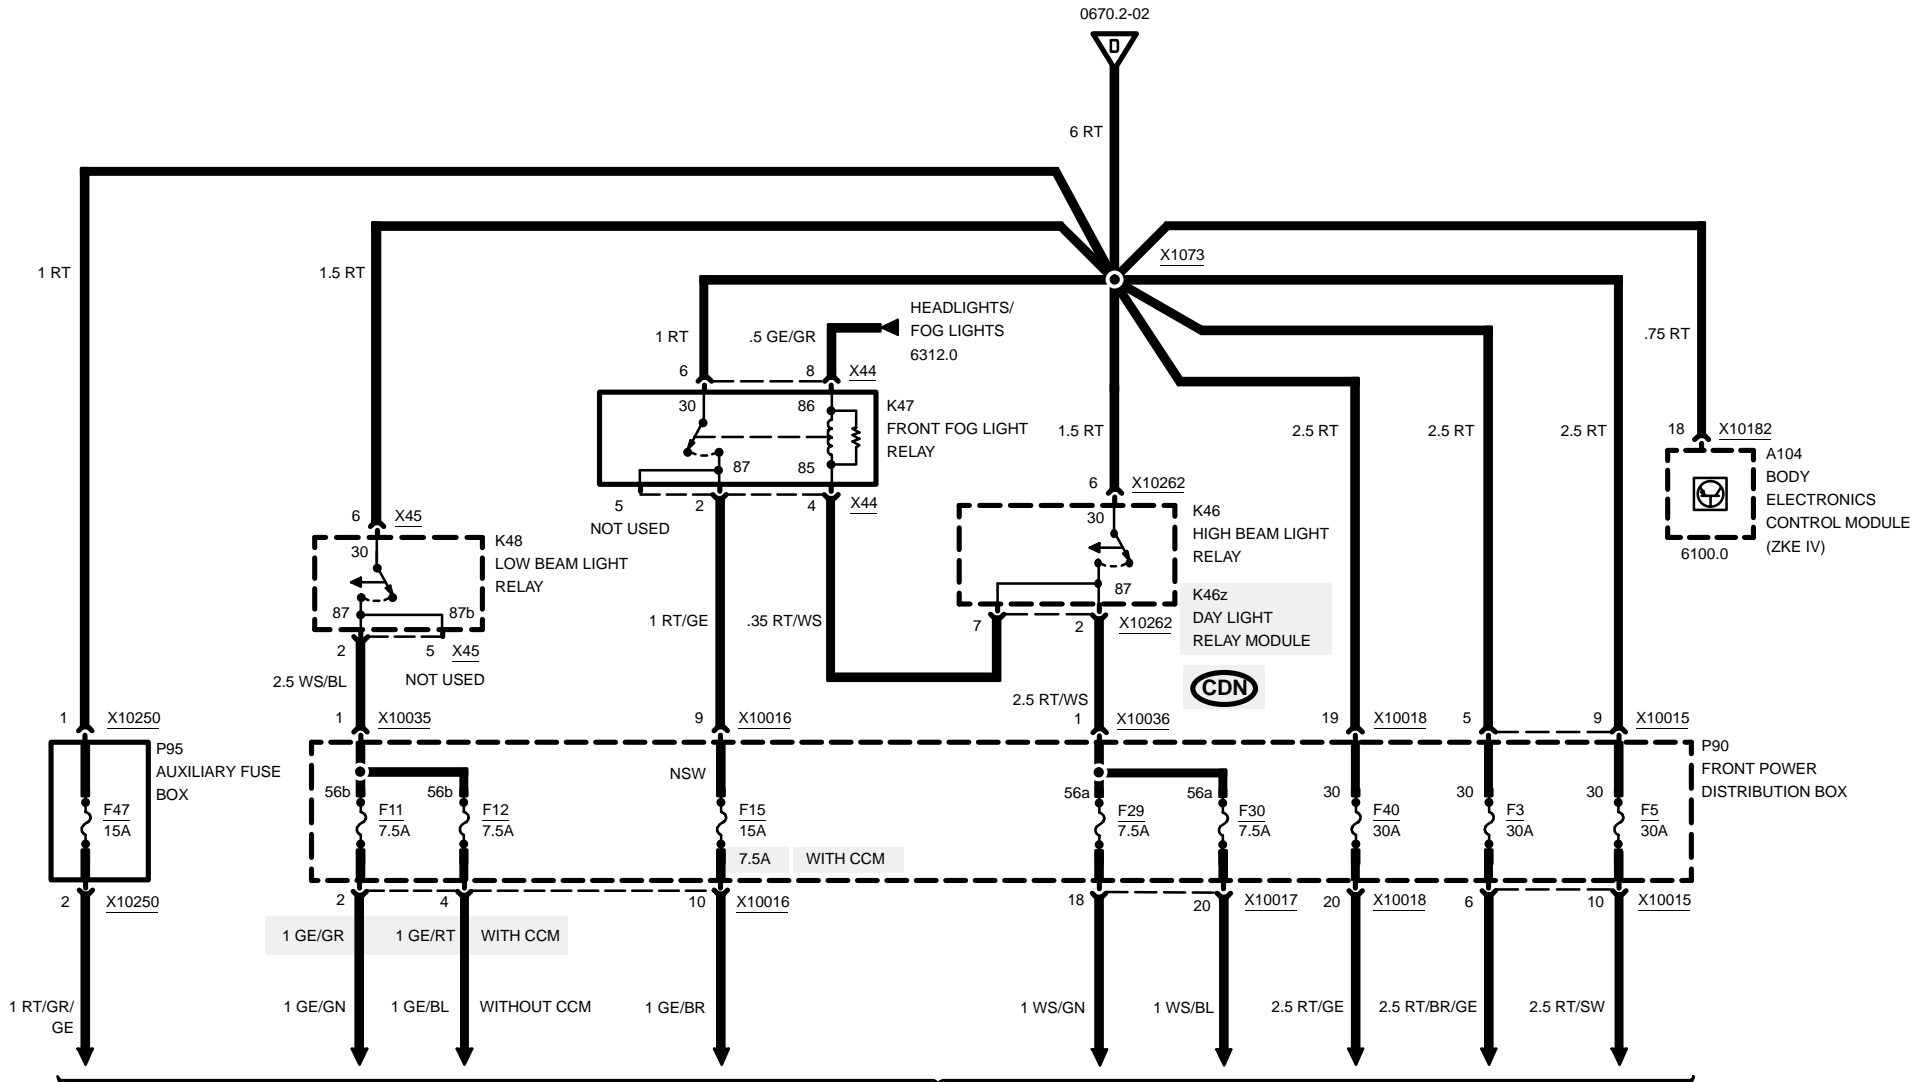 0670.2-02
D
6 RT
X1073
1 RT
1.5 RT
1 RT
.5 GE/GR
HEADLIGHTS/
FOG LIGHTS
6312.0
.75 RT
6
8
X44
30
86
K47
FRONT FOG LIGHT
RELAY
87
85
5
2
4
X44
NOT USED
1.5 RT
2.5 RT
2.5 RT
2.5 RT
18
X10182
A104
BODY
ELECTRONICS
CONTROL MODULE
(ZKE IV)
6100.0
6
X10262
30
K46
HIGH BEAM LIGHT
RELAY
87
K46z
DAY LIGHT
RELAY MODULE
7
2
X10262
CDN
6
X45
30
K48
LOW BEAM LIGHT
RELAY
87
87b
2
5
X45
NOT USED
2.5 WS/BL
1 RT/GE
.35 RT/WS
2.5 RT/WS
1
X10250
1
X10035
9
X10016
1
X10036
19
X10018
5
9
X10015
P95
AUXILIARY FUSE
BOX
F47
15A
56b
F11
7.5A
56b
F12
7.5A
NSW
F15
15A
7.5A
WITH CCM
56a
F29
7.5A
56a
F30
7.5A
30
F40
30A
30
F3
30A
30
F5
30A
P90
FRONT POWER
DISTRIBUTION BOX
2
X10250
2
4
10
X10016
18
20
X10017
20
X10018
6
10
X10015
1 GE/GR
1 GE/RT
WITH CCM
1 RT/GR/
GE
1 GE/GN
1 GE/BL
WITHOUT CCM
1 GE/BR
1 WS/GN
1 WS/BL
2.5 RT/GE
2.5 RT/BR/GE
2.5 RT/SW